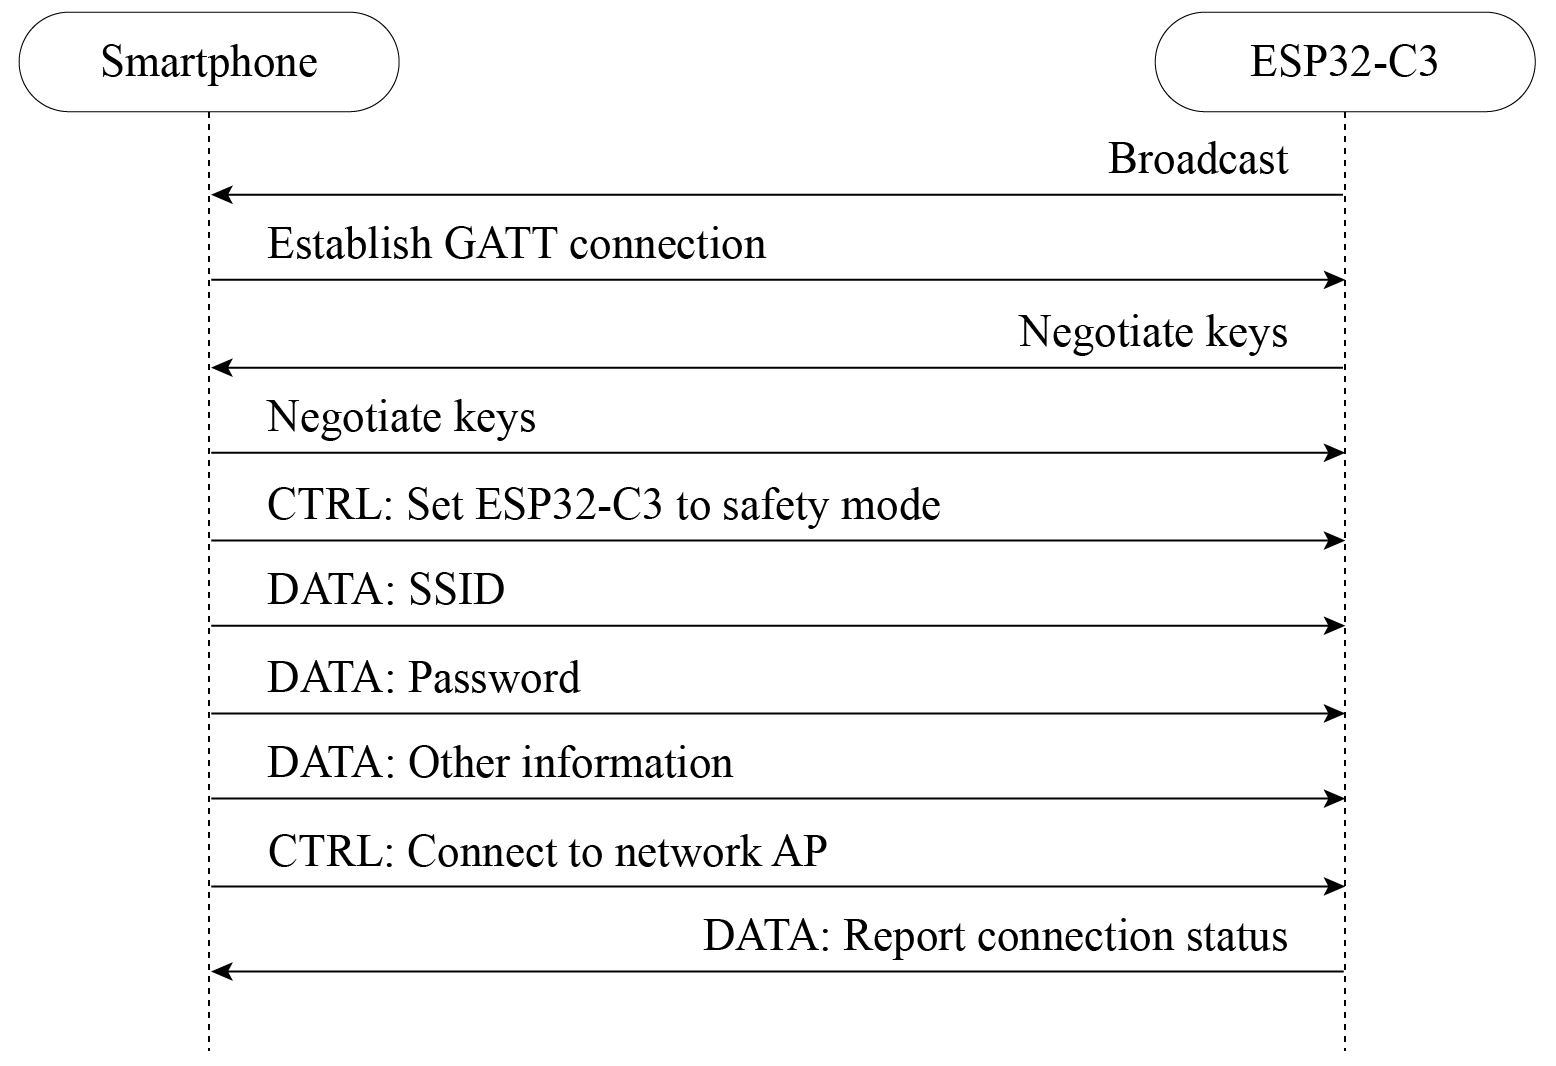 Smartphone
ESP32-C3
Broadcast
Establish GATT connection
Negotiate keys
Negotiate keys
CTRL: Set ESP32-C3 to safety mode
DATA: SSID
DATA: Password
DATA: Other information
CTRL: Connect to network AP
DATA: Report connection status